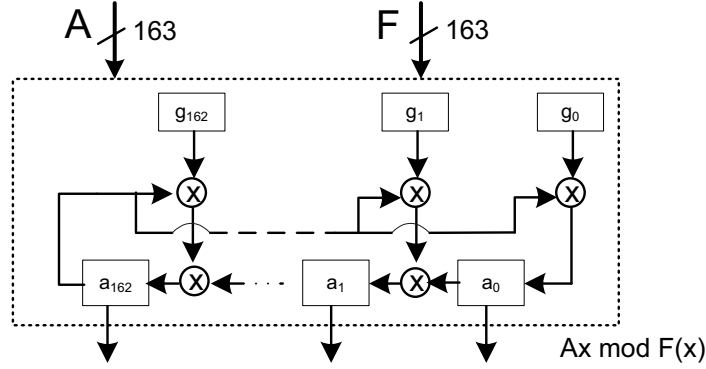 A 163 F 163
g₁₆₂ g₁ g₀
X X X
a₁₆₂ X ... a₁ X a₀
Ax mod F(x)